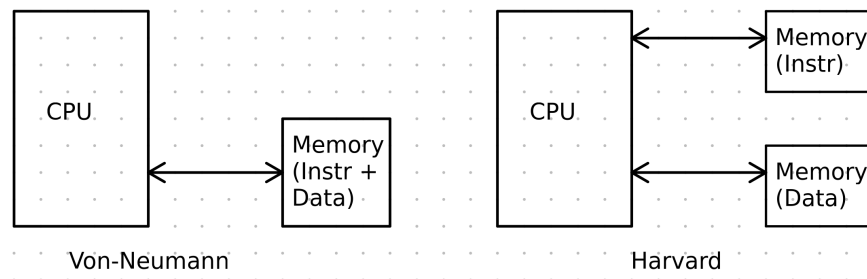 CPU
Memory
(Instr +
Data)
Von-Neumann
CPU
Memory
(Instr)
Memory
(Data)
Harvard